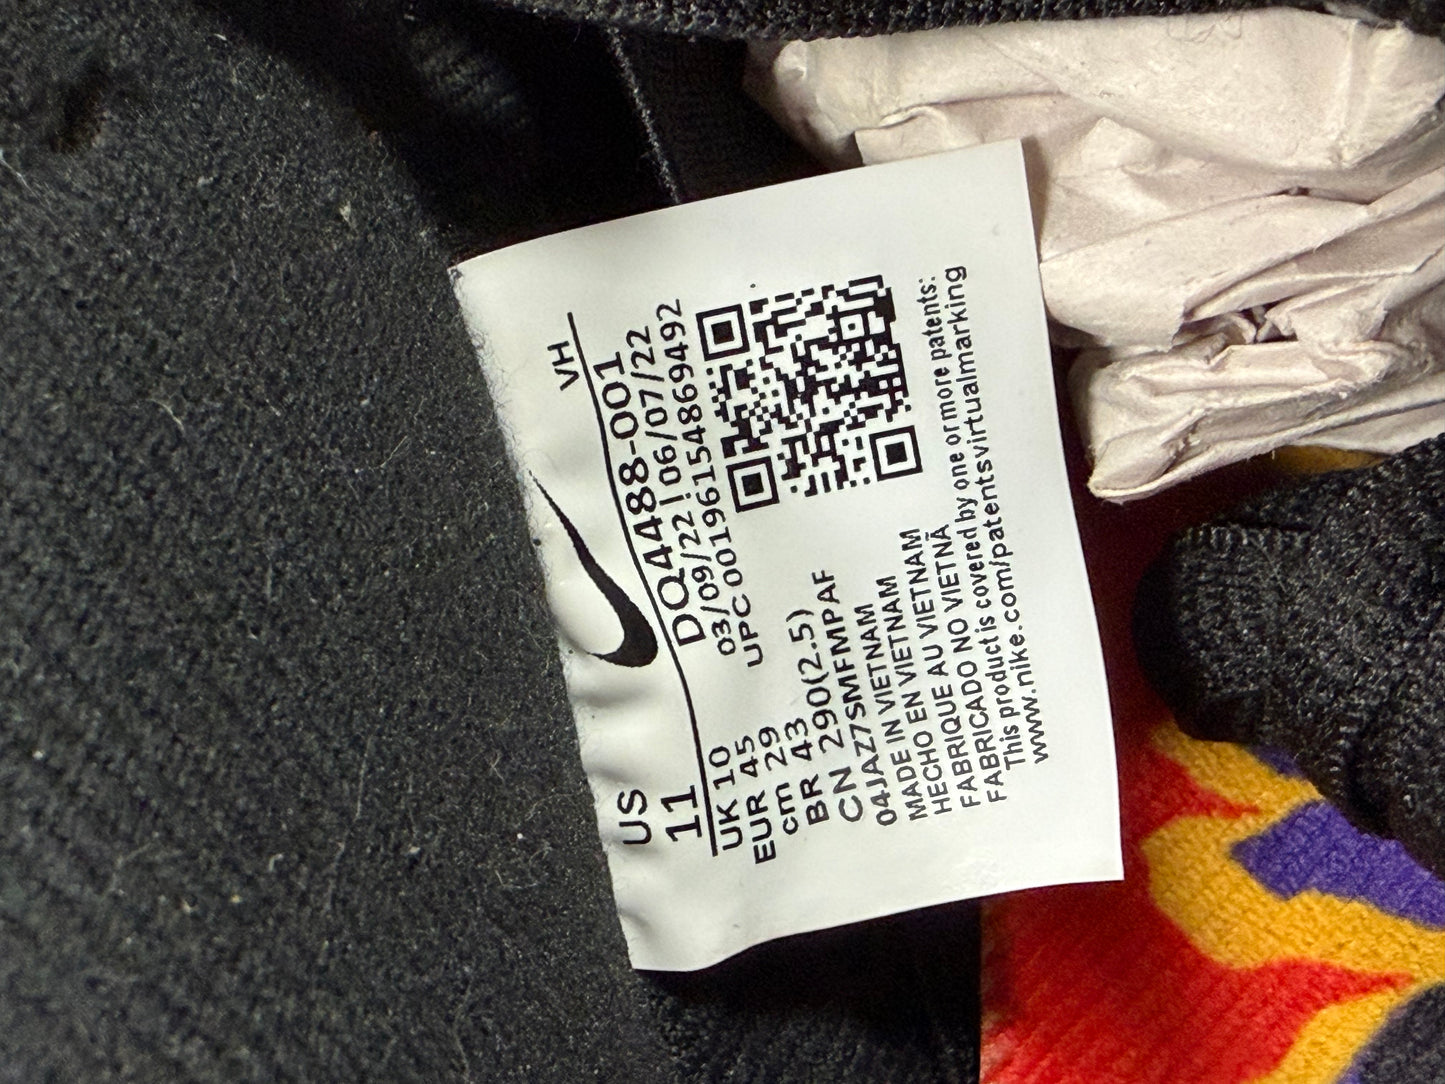 VH
US
11
DQ4488-001
03/09/22 ! 06/07/22
UPC 00196154869492
UK 10
EUR 45
cm 29
BR 43
CN 290(2.5)
04JAZ7SMFMPAF
MADE IN VIETNAM
HECHO EN VIETNAM
FABRIQUE AU VIETNAM
FABRICADO NO VIETNÃ
This product is covered by one or more patents:
www.nike.com/patentsvirtualmarking